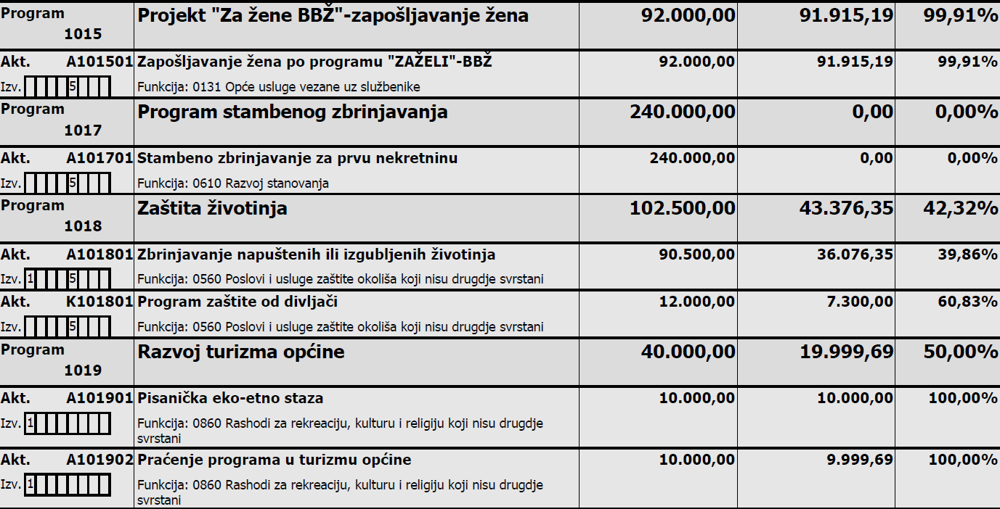 Program
1015
Projekt "Za žene BBŽ"-zapošljavanje žena 92.000,00 91.915,19 99,91%
Akt. A101501 Zapošljavanje žena po programu "ZAŽELI"-BBŽ 92.000,00 91.915,19 99,91%
Izv. 5 Funkcija: 0131 Opće usluge vezane uz službenike
Program
1017
Program stambenog zbrinjavanja 240.000,00 0,00 0,00%
Akt. A101701 Stambeno zbrinjavanje za prvu nekretninu 240.000,00 0,00 0,00%
Izv. 5 Funkcija: 0610 Razvoj stanovanja
Program
1018
Zaštita životinja 102.500,00 43.376,35 42,32%
Akt. A101801 Zbrinjavanje napuštenih ili izgubljenih životinja 90.500,00 36.076,35 39,86%
Izv. 1 5 Funkcija: 0560 Poslovi i usluge zaštite okoliša koji nisu drugdje svrstani
Akt. K101801 Program zaštite od divljači 12.000,00 7.300,00 60,83%
Izv. 5 Funkcija: 0560 Poslovi i usluge zaštite okoliša koji nisu drugdje svrstani
Program
1019
Razvoj turizma općine 40.000,00 19.999,69 50,00%
Akt. A101901 Pisanička eko-etno staza 10.000,00 10.000,00 100,00%
Izv. 1 Funkcija: 0860 Rashodi za rekreaciju, kulturu i religiju koji nisu drugdje
svrstani
Akt. A101902 Praćenje programa u turizmu općine 10.000,00 9.999,69 100,00%
Izv. 1 Funkcija: 0860 Rashodi za rekreaciju, kulturu i religiju koji nisu drugdje
svrstani